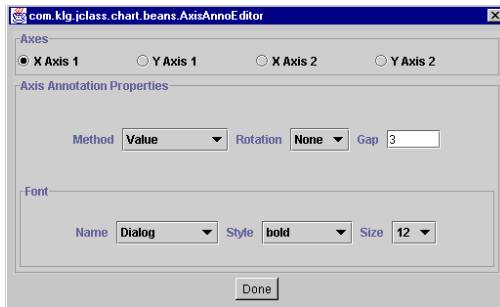 com.klg.jclass.chart.beans.AxisAnnoEditor
Axes
X Axis 1 Y Axis 1 X Axis 2 Y Axis 2
Axis Annotation Properties
Method Value Rotation None Gap 3
Font
Name Dialog Style bold Size 12
Done